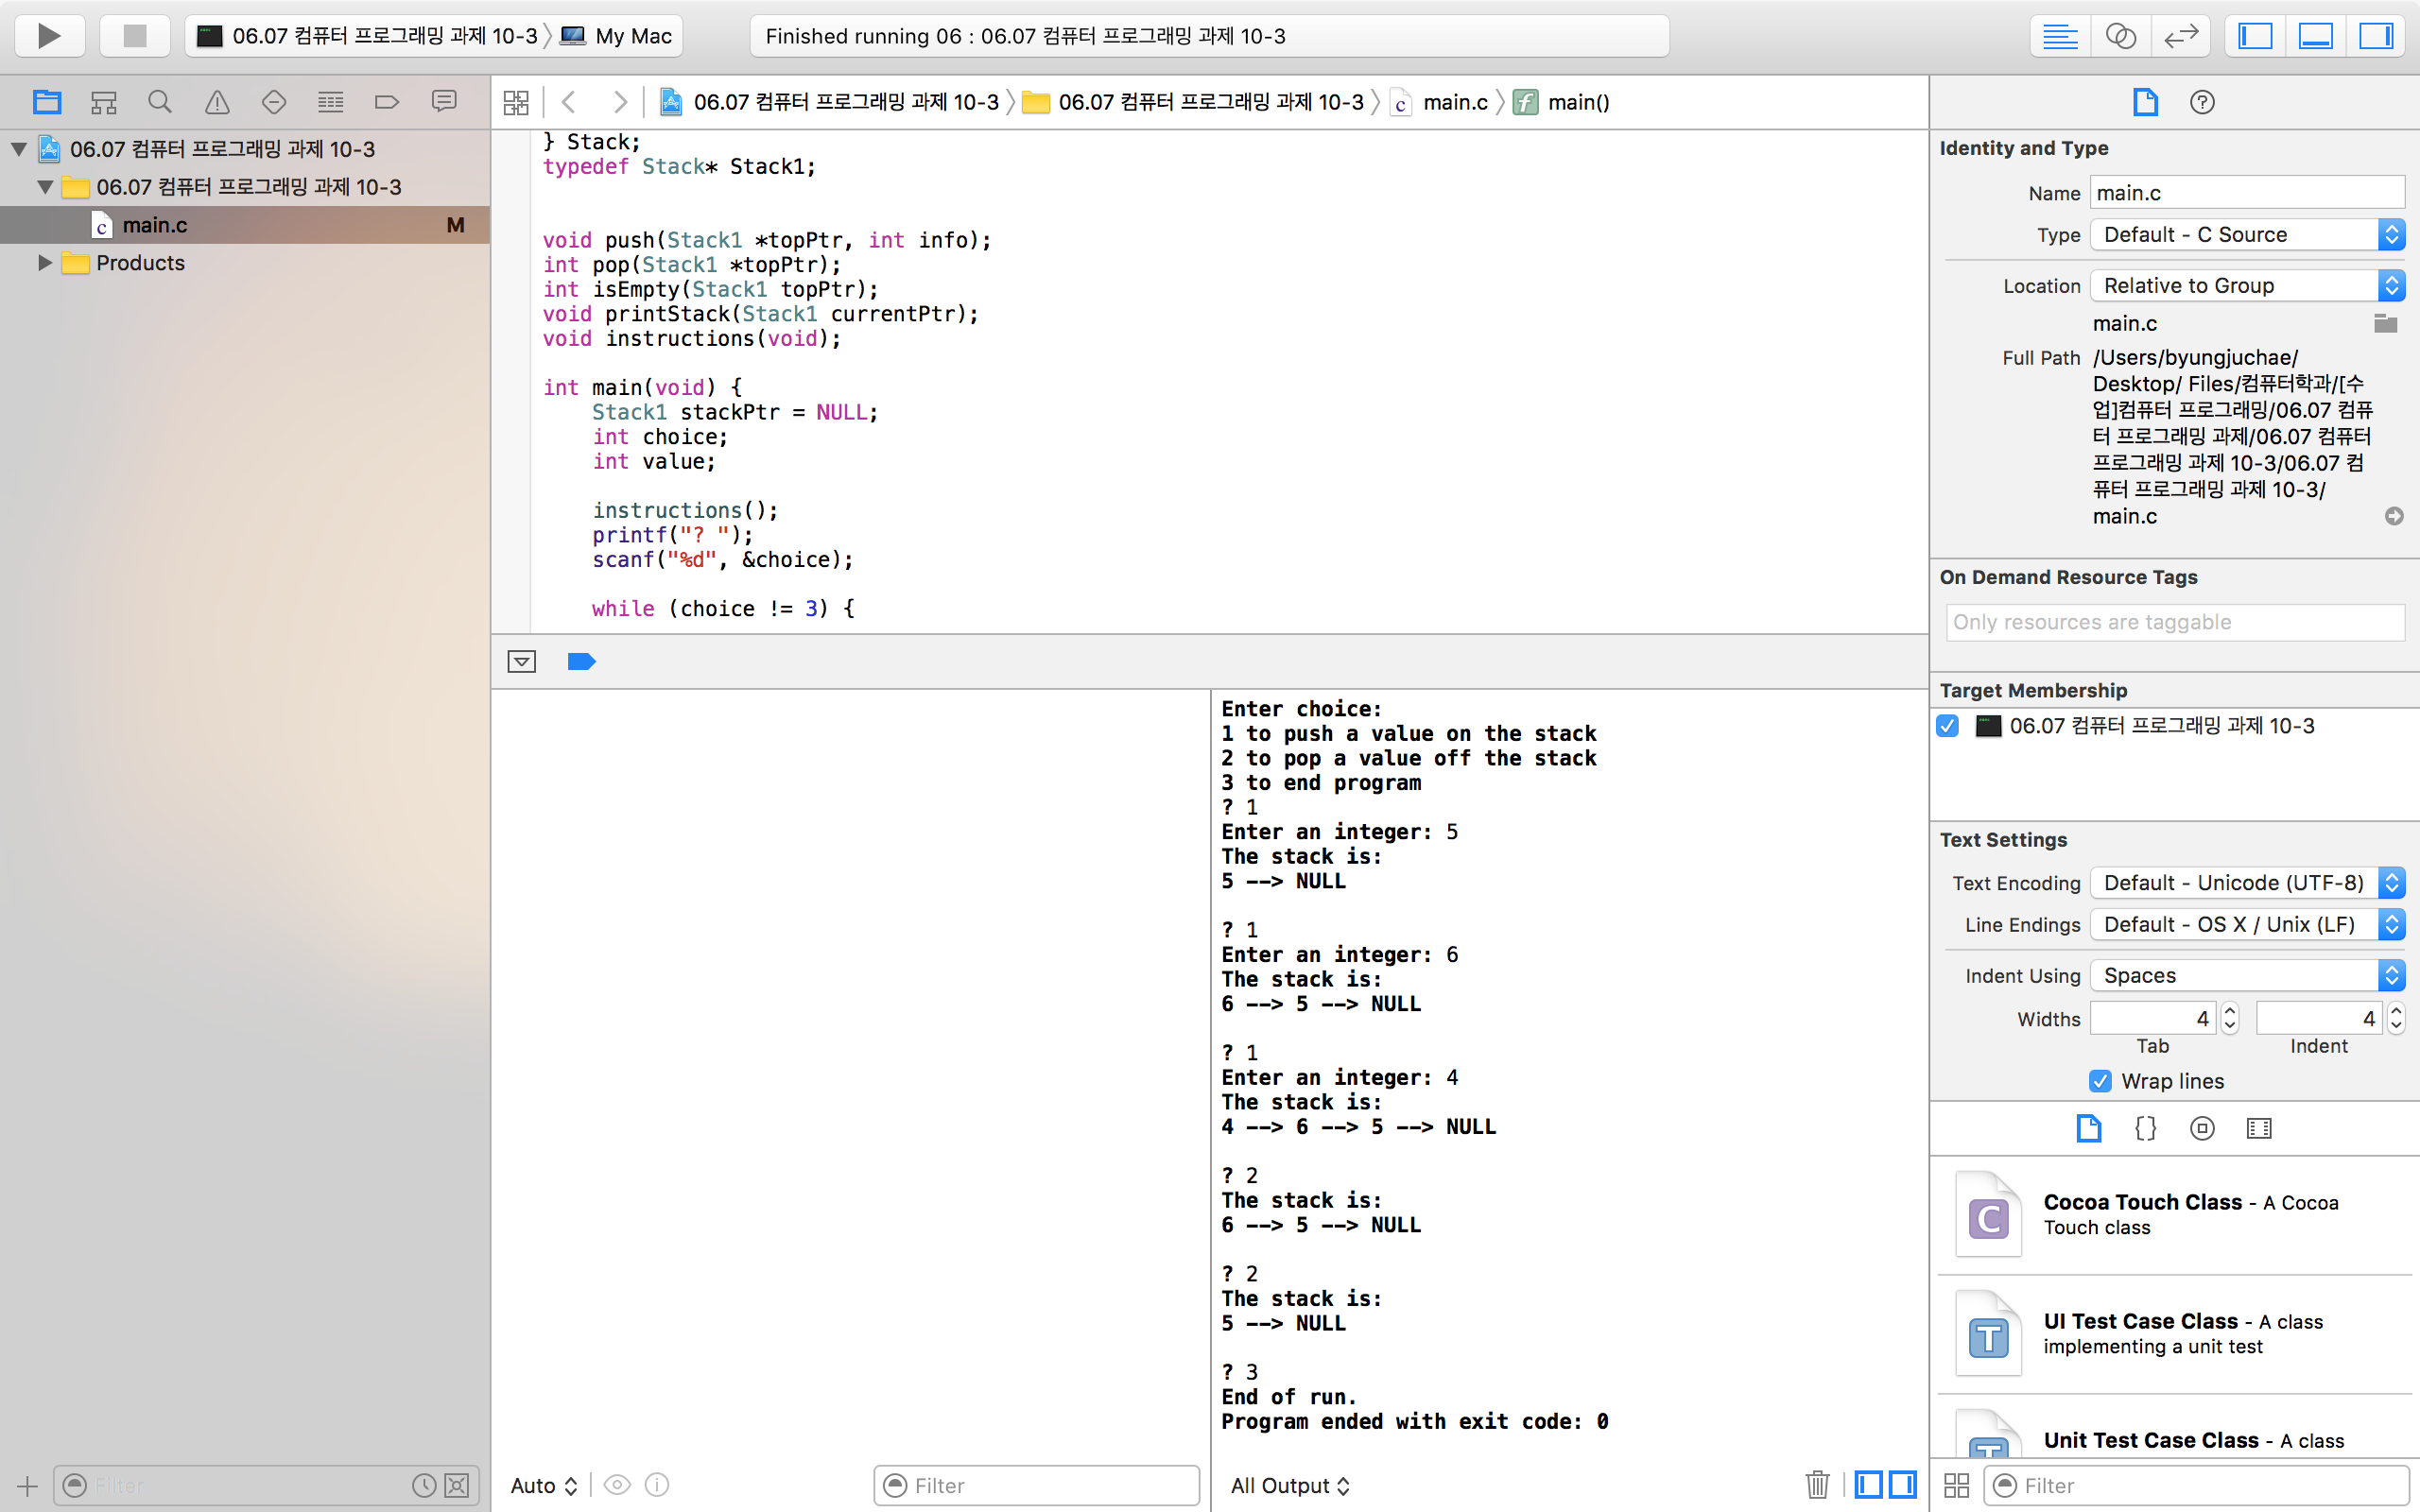 06.07 컴퓨터 프로그래밍 과제 10-3 My Mac
Finished running 06 : 06.07 컴퓨터 프로그래밍 과제 10-3
06.07 컴퓨터 프로그래밍 과제 10-3
06.07 컴퓨터 프로그래밍 과제 10-3
main.c M
Products
Filter
06.07 컴퓨터 프로그래밍 과제 10-3 06.07 컴퓨터 프로그래밍 과제 10-3 main.c main()
} Stack;
typedef Stack* Stack1;
void push(Stack1 *topPtr, int info);
int pop(Stack1 *topPtr);
int isEmpty(Stack1 topPtr);
void printStack(Stack1 currentPtr);
void instructions(void);
int main(void) {
Stack1 stackPtr = NULL;
int choice;
int value;
instructions();
printf("? ");
scanf("%d", &choice);
while (choice != 3) {
Auto
Filter
Enter choice:
1 to push a value on the stack
2 to pop a value off the stack
3 to end program
? 1
Enter an integer: 5
The stack is:
5 --> NULL
? 1
Enter an integer: 6
The stack is:
6 --> 5 --> NULL
? 1
Enter an integer: 4
The stack is:
4 --> 6 --> 5 --> NULL
? 2
The stack is:
6 --> 5 --> NULL
? 2
The stack is:
5 --> NULL
? 3
End of run.
Program ended with exit code: 0
All Output
Identity and Type
Name main.c
Type Default - C Source
Location Relative to Group
main.c
Full Path /Users/byungjuchae/
Desktop/ Files/컴퓨터학과/[수
업]컴퓨터 프로그래밍/06.07 컴퓨
터 프로그래밍 과제/06.07 컴퓨터
프로그래밍 과제 10-3/06.07 컴
퓨터 프로그래밍 과제 10-3/
main.c
On Demand Resource Tags
Only resources are taggable
Target Membership
06.07 컴퓨터 프로그래밍 과제 10-3
Text Settings
Text Encoding Default - Unicode (UTF-8)
Line Endings Default - OS X / Unix (LF)
Indent Using Spaces
Widths 4 4
Tab Indent
Wrap lines
Cocoa Touch Class - A Cocoa
Touch class
UI Test Case Class - A class
implementing a unit test
Unit Test Case Class - A class
Filter